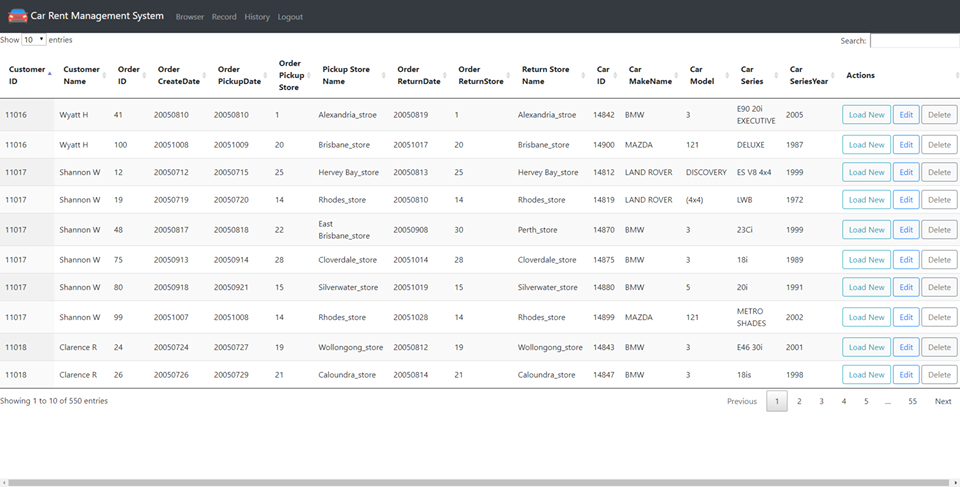 Car Rent Management System Browser Record History Logout
Show 10 entries Search:
Customer ID Customer Name Order ID Order CreateDate Order PickupDate Order Pickup Store Pickup Store Name Order ReturnDate Order ReturnStore Return Store Name Car ID Car MakeName Car Model Car Series Car SeriesYear Actions
11016 Wyatt H 41 20050810 20050810 1 Alexandria_stroe 20050819 1 Alexandria_stroe 14842 BMW 3 E90 20i EXECUTIVE 2005 Load New Edit Delete
11016 Wyatt H 100 20051008 20051009 20 Brisbane_store 20051017 20 Brisbane_store 14900 MAZDA 121 DELUXE 1987 Load New Edit Delete
11017 Shannon W 12 20050712 20050715 25 Hervey Bay_store 20050813 25 Hervey Bay_store 14812 LAND ROVER DISCOVERY ES V8 4x4 1999 Load New Edit Delete
11017 Shannon W 19 20050719 20050720 14 Rhodes_store 20050810 14 Rhodes_store 14819 LAND ROVER (4x4) LWB 1972 Load New Edit Delete
11017 Shannon W 48 20050817 20050818 22 East Brisbane_store 20050908 30 Perth_store 14870 BMW 3 23Ci 1999 Load New Edit Delete
11017 Shannon W 75 20050913 20050914 28 Cloverdale_store 20051014 28 Cloverdale_store 14875 BMW 3 18i 1989 Load New Edit Delete
11017 Shannon W 80 20050918 20050921 15 Silverwater_store 20051019 15 Silverwater_store 14880 BMW 5 20i 1991 Load New Edit Delete
11017 Shannon W 99 20051007 20051008 14 Rhodes_store 20051028 14 Rhodes_store 14899 MAZDA 121 METRO SHADES 2002 Load New Edit Delete
11018 Clarence R 24 20050724 20050727 19 Wollongong_store 20050812 19 Wollongong_store 14843 BMW 3 E46 30i 2001 Load New Edit Delete
11018 Clarence R 26 20050726 20050729 21 Caloundra_store 20050814 21 Caloundra_store 14847 BMW 3 18is 1998 Load New Edit Delete
Showing 1 to 10 of 550 entries Previous 1 2 3 4 5 ... 55 Next